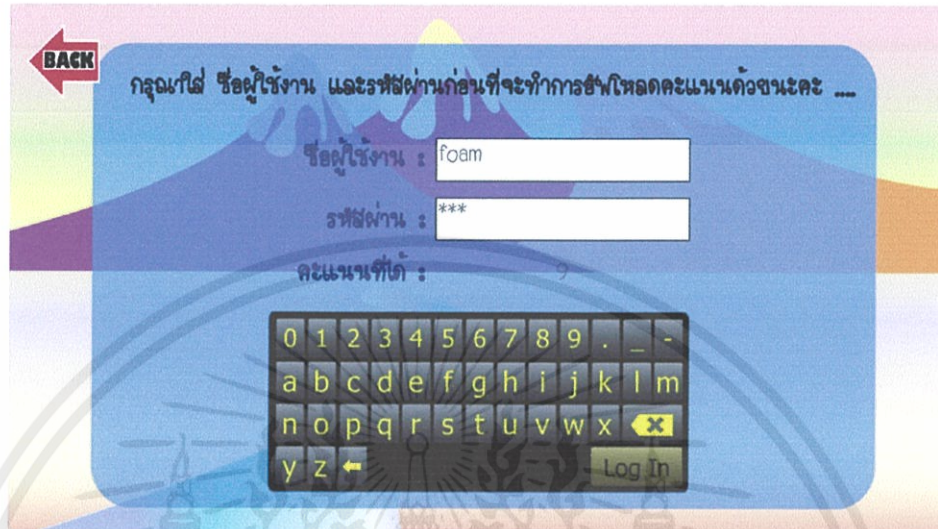 BACK
กรุณาใส่ ชื่อผู้ใช้งาน และรหัสผ่านก่อนที่จะทำการอัพโหลดคะแนนด้วยนะคะ ....
ชื่อผู้ใช้งาน : foam
รหัสผ่าน : ***
คะแนนที่ได้ : 9
0 1 2 3 4 5 6 7 8 9 . _ -
a b c d e f g h i j k l m
n o p q r s t u v w x
y z Log In